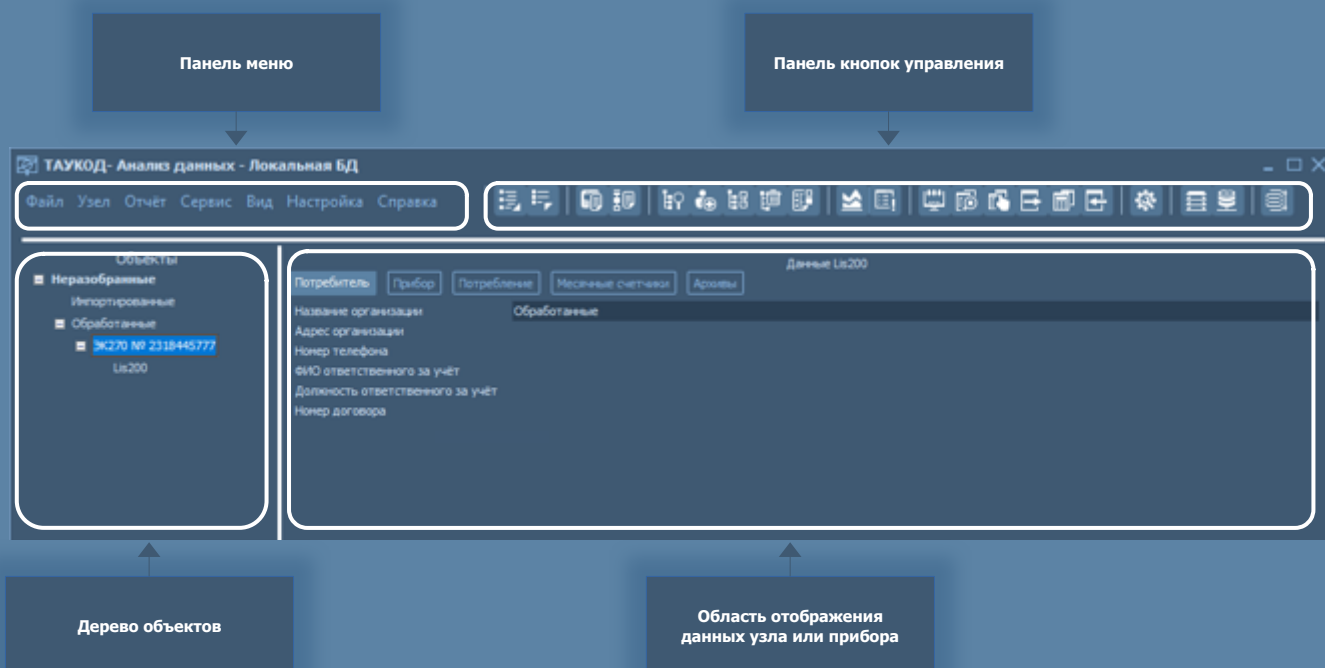 Панель меню
Панель кнопок управления
ТАУКОД- Анализ данных - Локальная БД
Файл Узел Отчёт Сервис Вид Настройка Справка
Объекты
Неразобранные
Импортированные
Обработанные
ЭК270 № 2318445777
Lis200
Данные Lis200
Потребитель Прибор Потребление Месячные счетчики Архивы
Название организации Обработанные
Адрес организации
Номер телефона
ФИО ответственного за учёт
Должность ответственного за учёт
Номер договора
Дерево объектов
Область отображения
данных узла или прибора